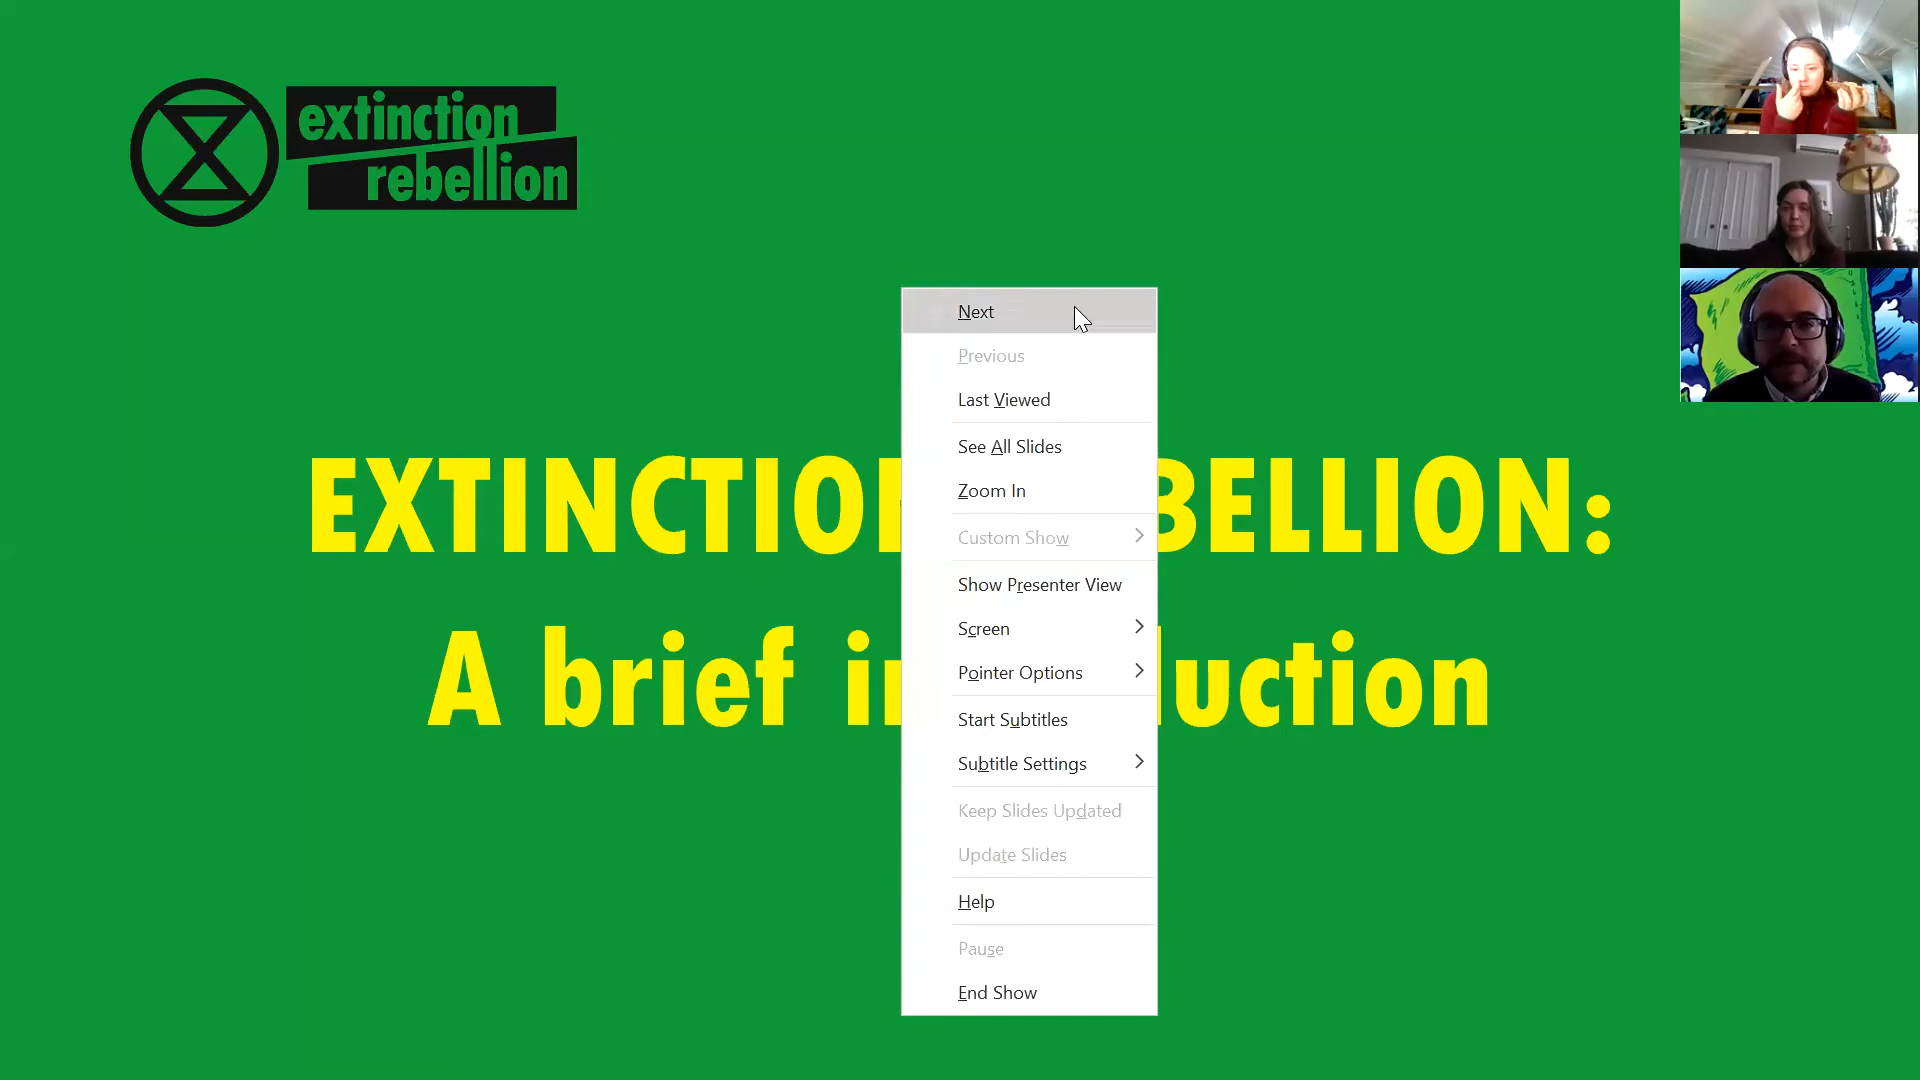 extinction
rebellion
EXTINCTIO BELLION:
A brief in duction
Next
Previous
Last Viewed
See All Slides
Zoom In
Custom Show
Show Presenter View
Screen
Pointer Options
Start Subtitles
Subtitle Settings
Keep Slides Updated
Update Slides
Help
Pause
End Show